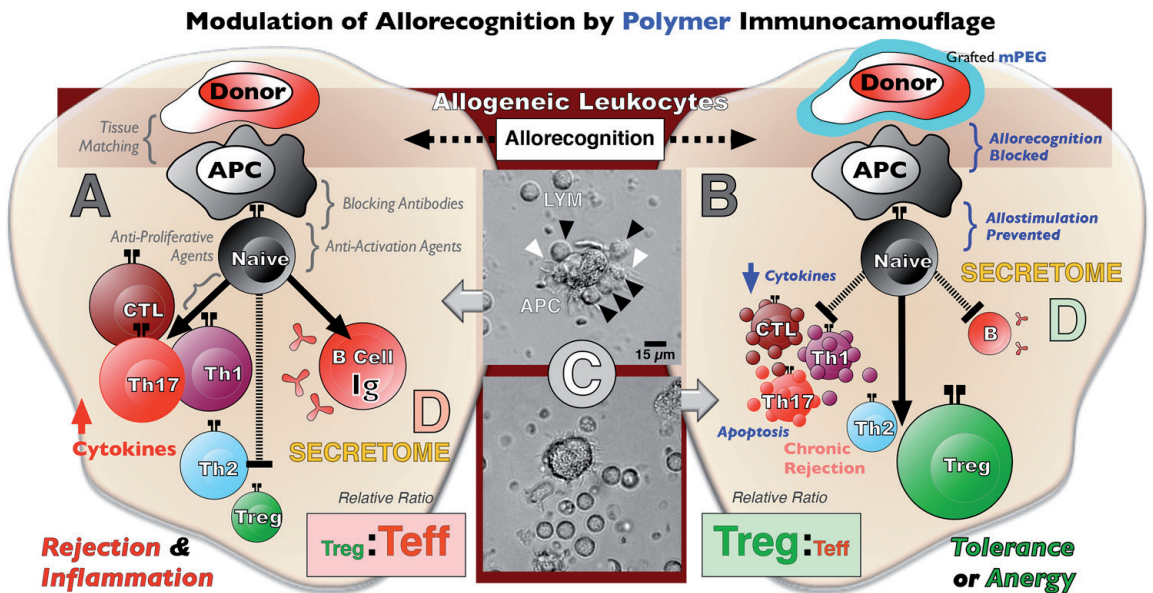 Modulation of Allorecognition by Polymer Immunocamouflage
Donor
Tissue
Matching
APC
A
Blocking Antibodies
Anti-Proliferative
Agents
Anti-Activation Agents
Naive
CTL
Th17
Th1
B Cell
Ig
Cytokines
D
SECRETOME
Th2
Treg
Relative Ratio
Treg:Teff
Rejection &
Inflammation
Allogeneic Leukocytes
Allorecognition
LYM
APC
15 µm
C
Grafted mPEG
Donor
Allorecognition
Blocked
APC
B
Allostimulation
Prevented
Naive
SECRETOME
D
Cytokines
CTL
Th1
Th17
B
Apoptosis
Th2
Chronic
Rejection
Treg
Relative Ratio
Treg:Teff
Tolerance
or Anergy